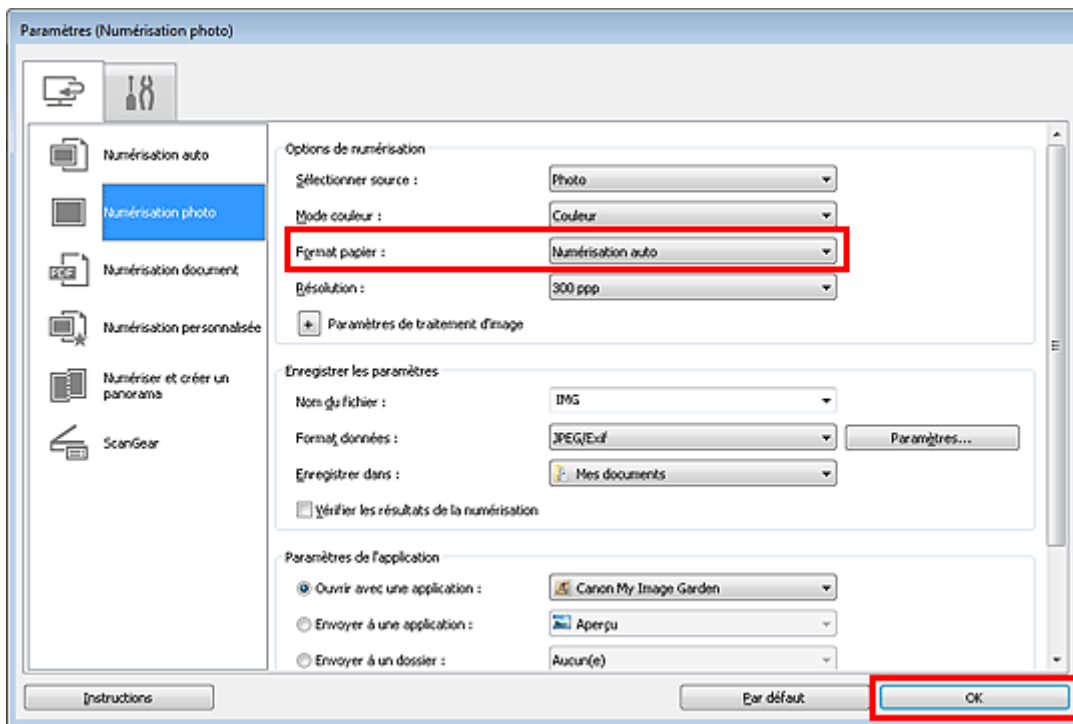 Paramètres (Numérisation photo)
Numérisation auto
Numérisation photo
PDF
Numérisation document
Numérisation personnalisée
Numériser et créer un
panorama
ScanGear
Options de numérisation
Sélectionner source : Photo
Mode couleur : Couleur
Format papier : Numérisation auto
Résolution : 300 ppp
+ Paramètres de traitement d'image
Enregistrer les paramètres
Nom du fichier : IMG
Format données : JPEG/Exif Paramètres...
Enregistrer dans : Mes documents
Vérifier les résultats de la numérisation
Paramètres de l'application
Ouvrir avec une application : Canon My Image Garden
Envoyer à une application : Aperçu
Envoyer à un dossier : Aucun(e)
Instructions Par défaut OK